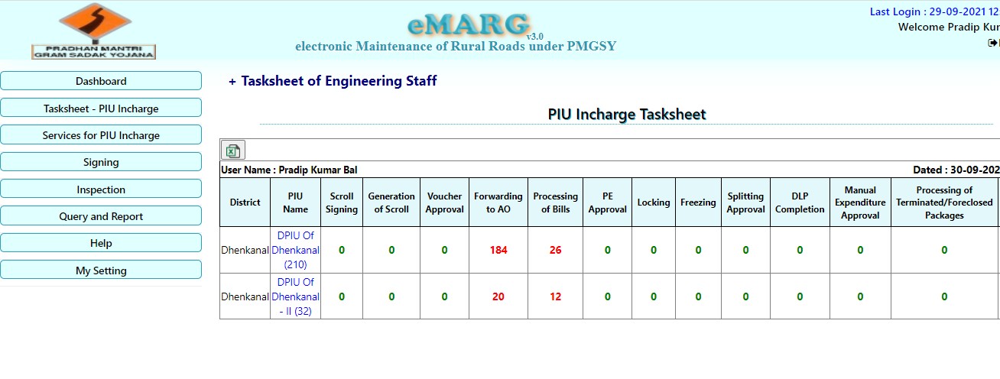 PRADHAN MANTRI
GRAM SADAK YOJANA
eMARG
v3.0
electronic Maintenance of Rural Roads under PMGSY
Last Login : 29-09-2021 12
Welcome Pradip Kur
Dashboard
Tasksheet - PIU Incharge
Services for PIU Incharge
Signing
Inspection
Query and Report
Help
My Setting
+ Tasksheet of Engineering Staff
PIU Incharge Tasksheet
User Name : Pradip Kumar Bal
Dated : 30-09-202
District PIU Name Scroll Signing Generation of Scroll Voucher Approval Forwarding to AO Processing of Bills PE Approval Locking Freezing Splitting Approval DLP Completion Manual Expenditure Approval Processing of Terminated/Foreclosed Packages
Dhenkanal DPIU Of Dhenkanal (210) 0 0 0 184 26 0 0 0 0 0 0 0
Dhenkanal DPIU Of Dhenkanal - II (32) 0 0 0 20 12 0 0 0 0 0 0 0